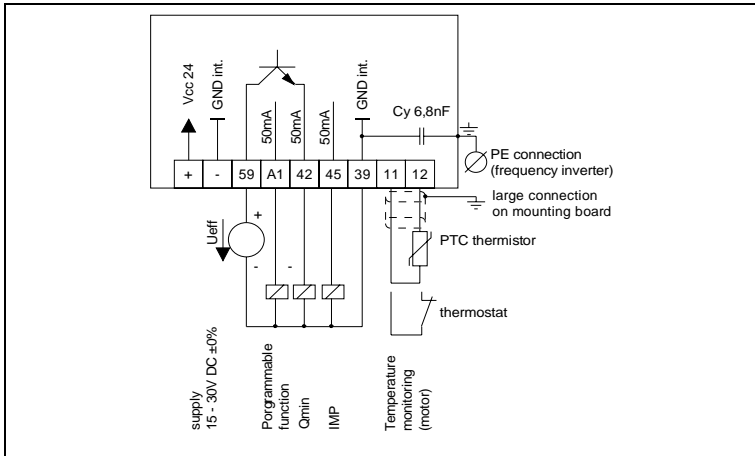 Vcc 24
GND int.
50mA
50mA
50mA
GND int.
Cy 6,8nF
PE connection
(frequency inverter)
+
-
59
A1
42
45
39
11
12
large connection
on mounting board
Ueff
+
-
-
PTC thermistor
thermostat
supply
15 - 30V DC ±0%
Porgrammable
function
Qmin
IMP
Temperature
monitoring
(motor)